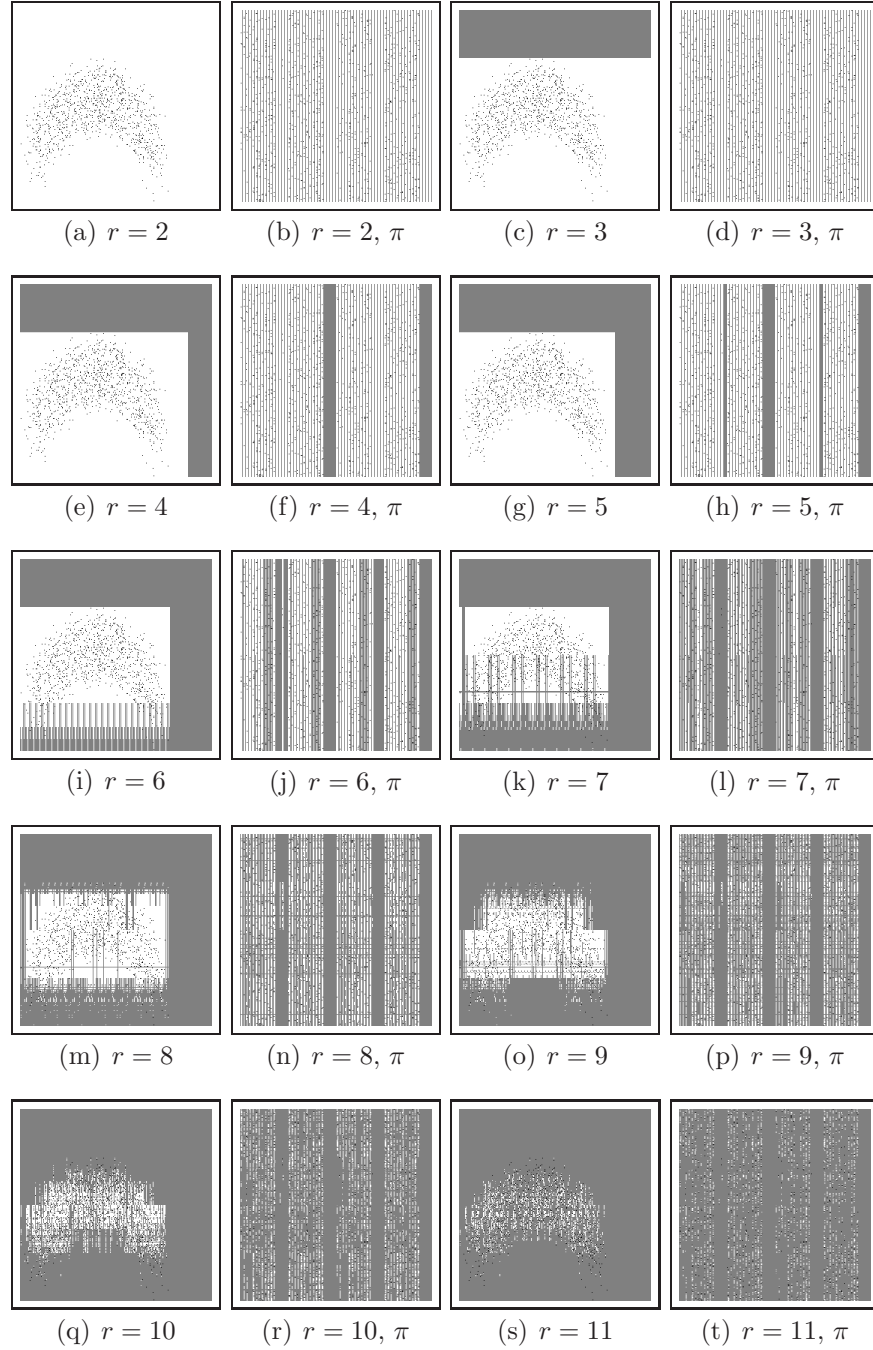 (a) r = 2 (b) r = 2, π (c) r = 3 (d) r = 3, π
(e) r = 4 (f) r = 4, π (g) r = 5 (h) r = 5, π
(i) r = 6 (j) r = 6, π (k) r = 7 (l) r = 7, π
(m) r = 8 (n) r = 8, π (o) r = 9 (p) r = 9, π
(q) r = 10 (r) r = 10, π (s) r = 11 (t) r = 11, π